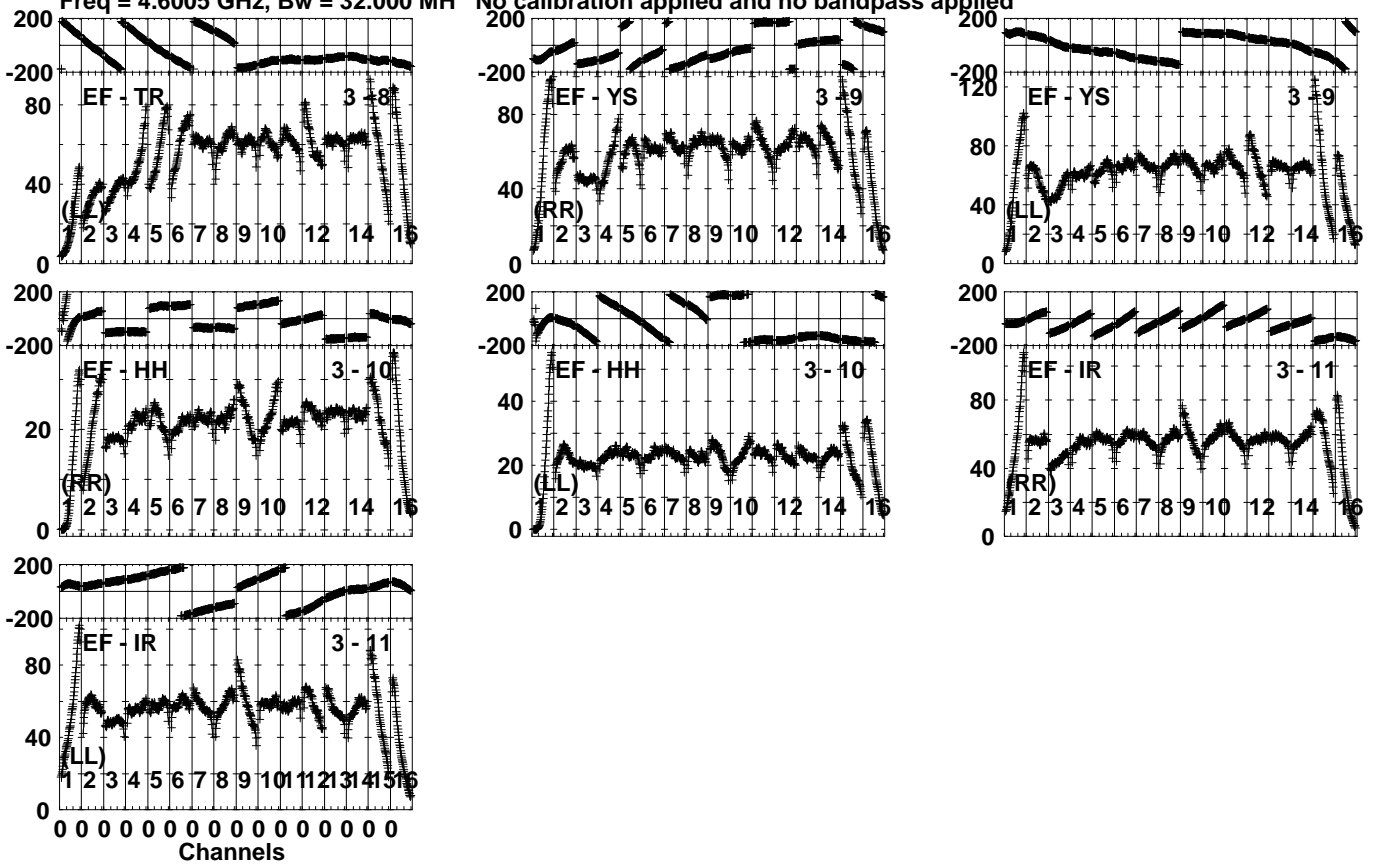 Freq = 4.6005 GHz, Bw = 32.000 MH No calibration applied and no bandpass applied
200
-200
EF - TR 3 - 8
80
40
0
(LL)
1 2 3 4 5 6 7 8 9 10 12 14 16
200
-200
EF - YS 3 - 9
80
40
0
(RR)
1 2 3 4 5 6 7 8 9 10 12 14 16
200
-200
120
EF - YS 3 - 9
80
40
0
(LL)
1 2 3 4 5 6 7 8 9 10 12 14 16
200
-200
EF - HH 3 - 10
20
0
(RR)
1 2 3 4 5 6 7 8 9 10 12 14 16
200
-200
EF - HH 3 - 10
40
20
0
(LL)
1 2 3 4 5 6 7 8 9 10 12 14 16
200
-200
EF - IR 3 - 11
80
40
0
(RR)
1 2 3 4 5 6 7 8 9 10 12 14 16
200
-200
EF - IR 3 - 11
80
40
0
(LL)
1 2 3 4 5 6 7 8 9 10 11 12 13 14 15 16
0 0 0 0 0 0 0 0 0 0 0 0 0 0 0 0
Channels